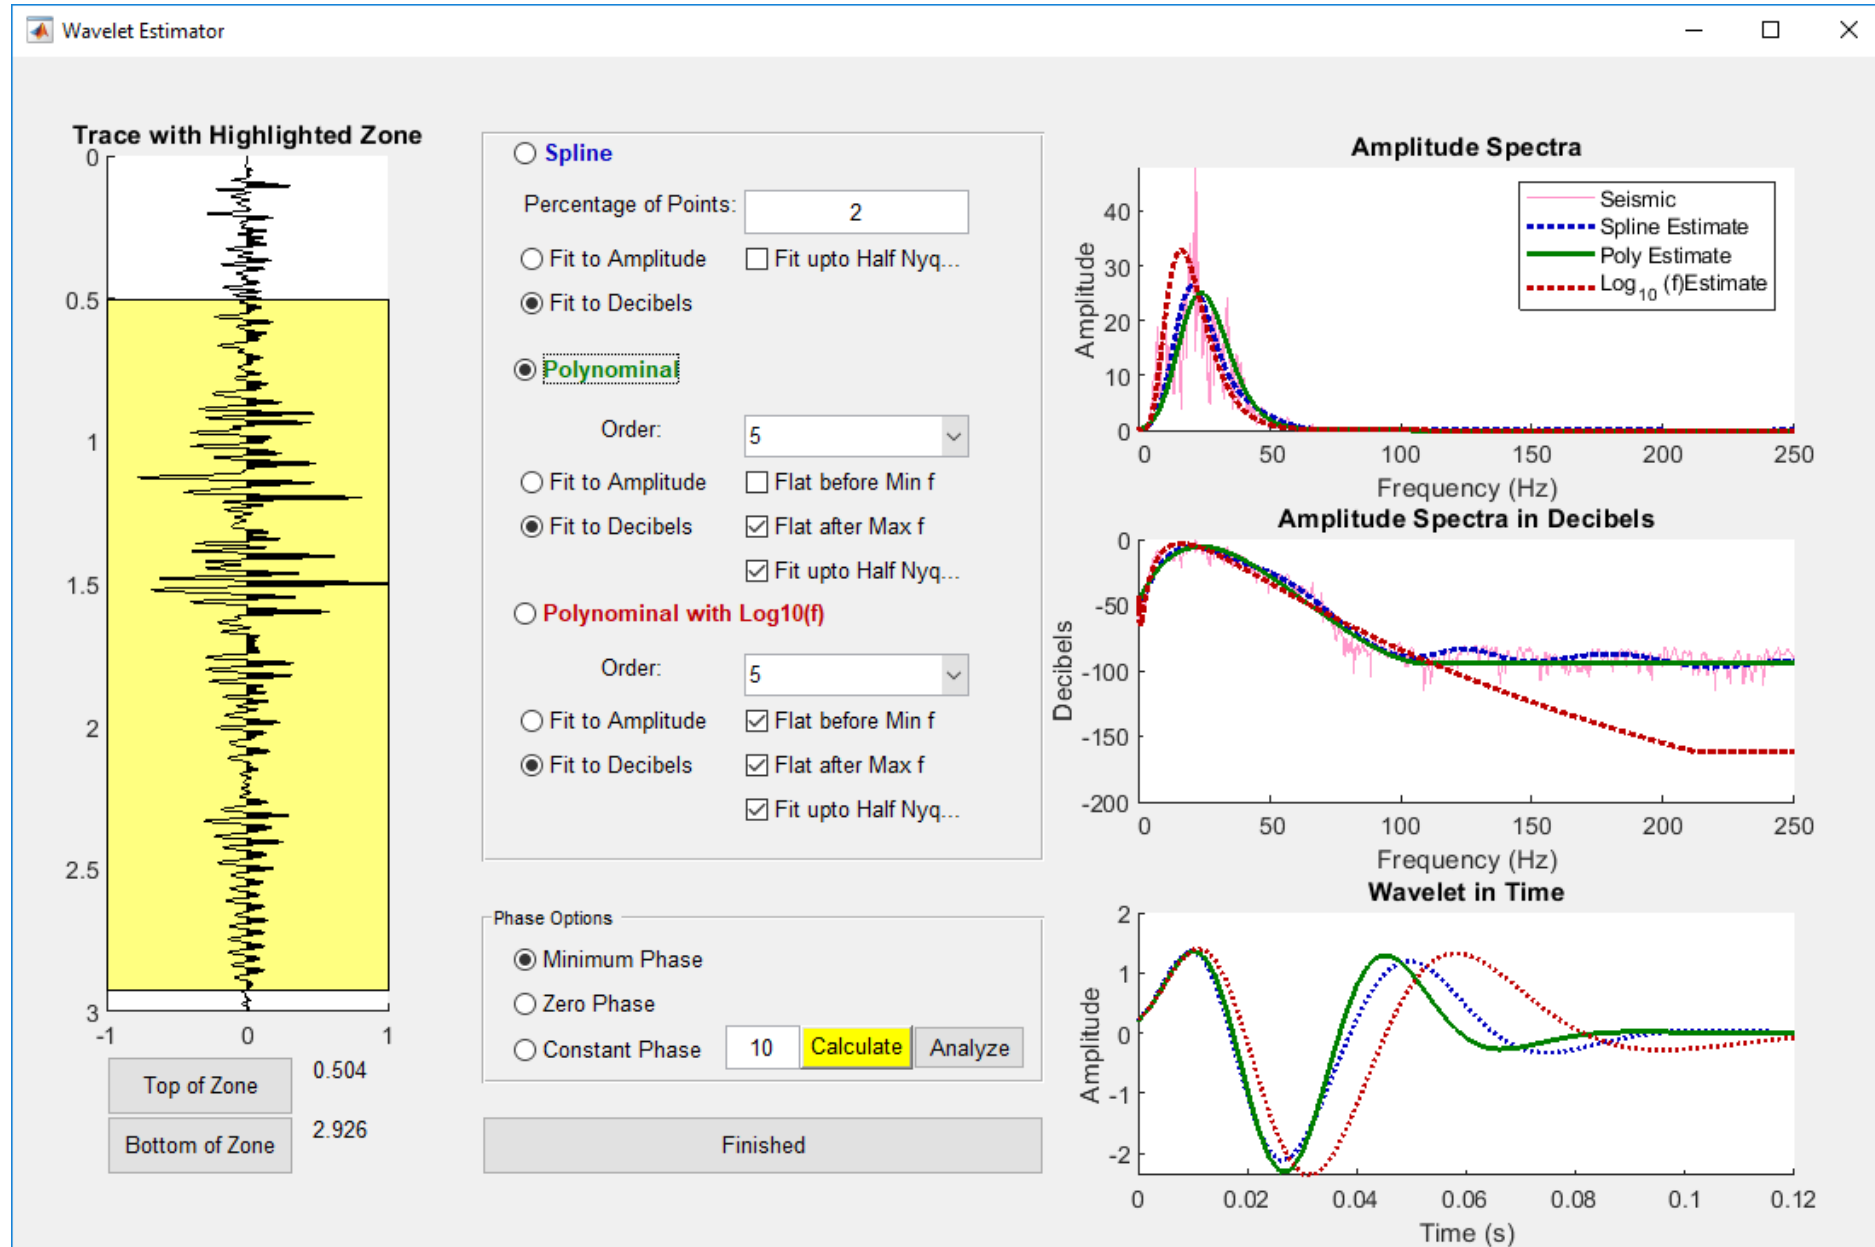 Wavelet Estimator
Trace with Highlighted Zone
0
0.5
1
1.5
2
2.5
3
-1 0 1
Top of Zone 0.504
Bottom of Zone 2.926
Spline
Percentage of Points: 2
Fit to Amplitude Fit upto Half Nyq...
Fit to Decibels
Polynominal
Order: 5
Fit to Amplitude Flat before Min f
Fit to Decibels Flat after Max f
Fit upto Half Nyq...
Polynominal with Log10(f)
Order: 5
Fit to Amplitude Flat before Min f
Fit to Decibels Flat after Max f
Fit upto Half Nyq...
Phase Options
Minimum Phase
Zero Phase
Constant Phase 10 Calculate Analyze
Finished
Amplitude Spectra
Seismic
Spline Estimate
Poly Estimate
Log10 (f)Estimate
Amplitude
40
30
20
10
0
0 50 100 150 200 250
Frequency (Hz)
Amplitude Spectra in Decibels
Decibels
0
-50
-100
-150
-200
0 50 100 150 200 250
Frequency (Hz)
Wavelet in Time
Amplitude
2
1
0
-1
-2
0 0.02 0.04 0.06 0.08 0.1 0.12
Time (s)